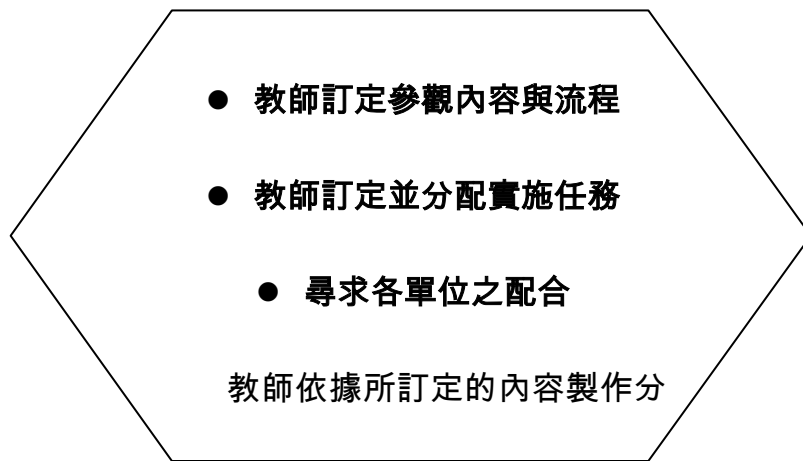 ● 教師訂定參觀內容與流程
● 教師訂定並分配實施任務
● 尋求各單位之配合
教師依據所訂定的內容製作分